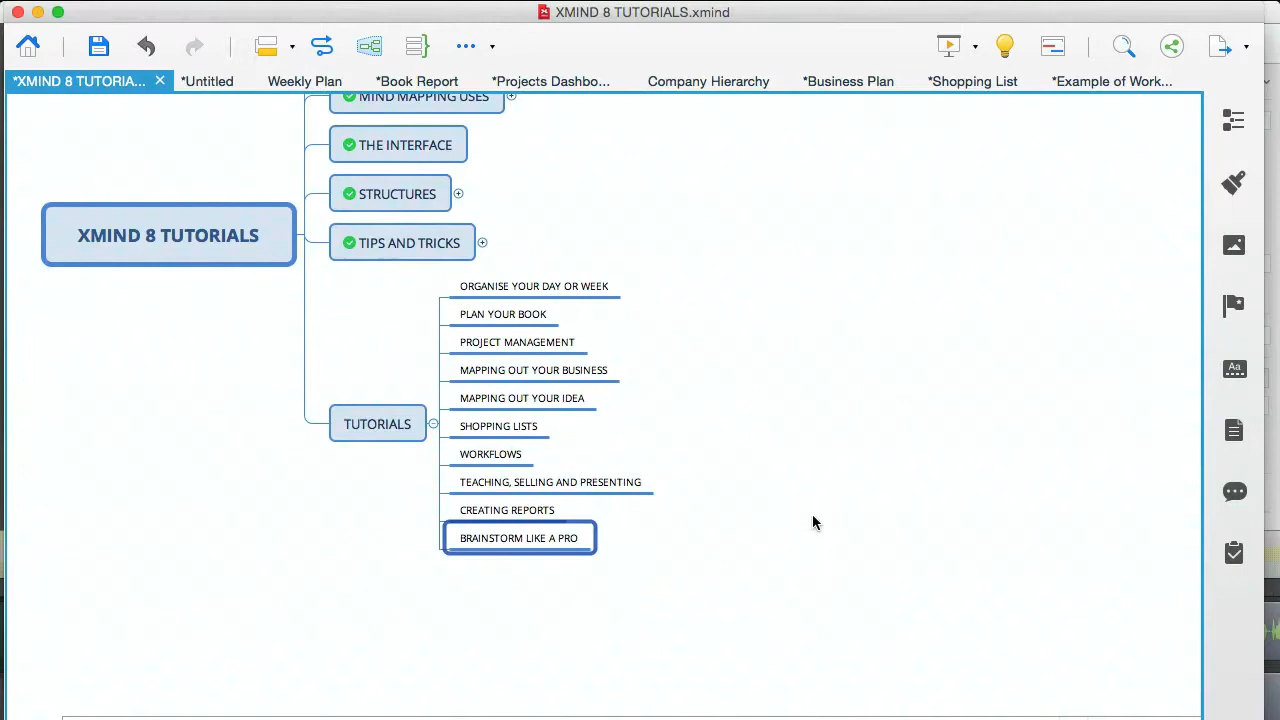 XMIND 8 TUTORIALS.xmind
*XMIND 8 TUTORIA... *Untitled Weekly Plan *Book Report *Projects Dashbo... Company Hierarchy *Business Plan *Shopping List *Example of Work...
MIND MAPPING USES
THE INTERFACE
STRUCTURES
XMIND 8 TUTORIALS
TIPS AND TRICKS
ORGANISE YOUR DAY OR WEEK
PLAN YOUR BOOK
PROJECT MANAGEMENT
MAPPING OUT YOUR BUSINESS
MAPPING OUT YOUR IDEA
TUTORIALS
SHOPPING LISTS
WORKFLOWS
TEACHING, SELLING AND PRESENTING
CREATING REPORTS
BRAINSTORM LIKE A PRO
Aa